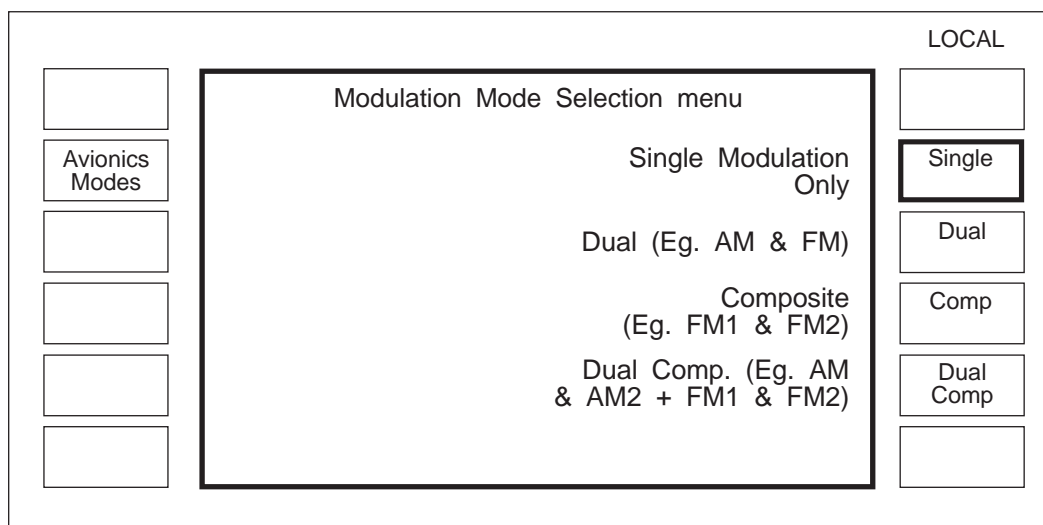 LOCAL
Modulation Mode Selection menu
Avionics
Modes
Single Modulation
Only
Single
Dual (Eg. AM & FM)
Dual
Composite
(Eg. FM1 & FM2)
Comp
Dual Comp. (Eg. AM
& AM2 + FM1 & FM2)
Dual
Comp